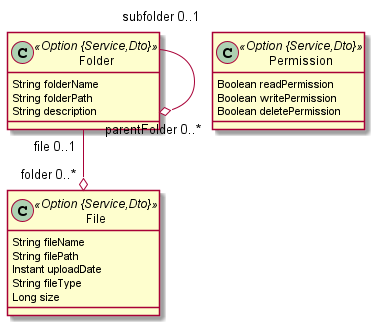 subfolder 0..1
C «Option {Service,Dto}»
Folder
String folderName
String folderPath
String description
C «Option {Service,Dto}»
Permission
Boolean readPermission
Boolean writePermission
Boolean deletePermission
parentFolder 0..*
file 0..1
folder 0..*
C «Option {Service,Dto}»
File
String fileName
String filePath
Instant uploadDate
String fileType
Long size